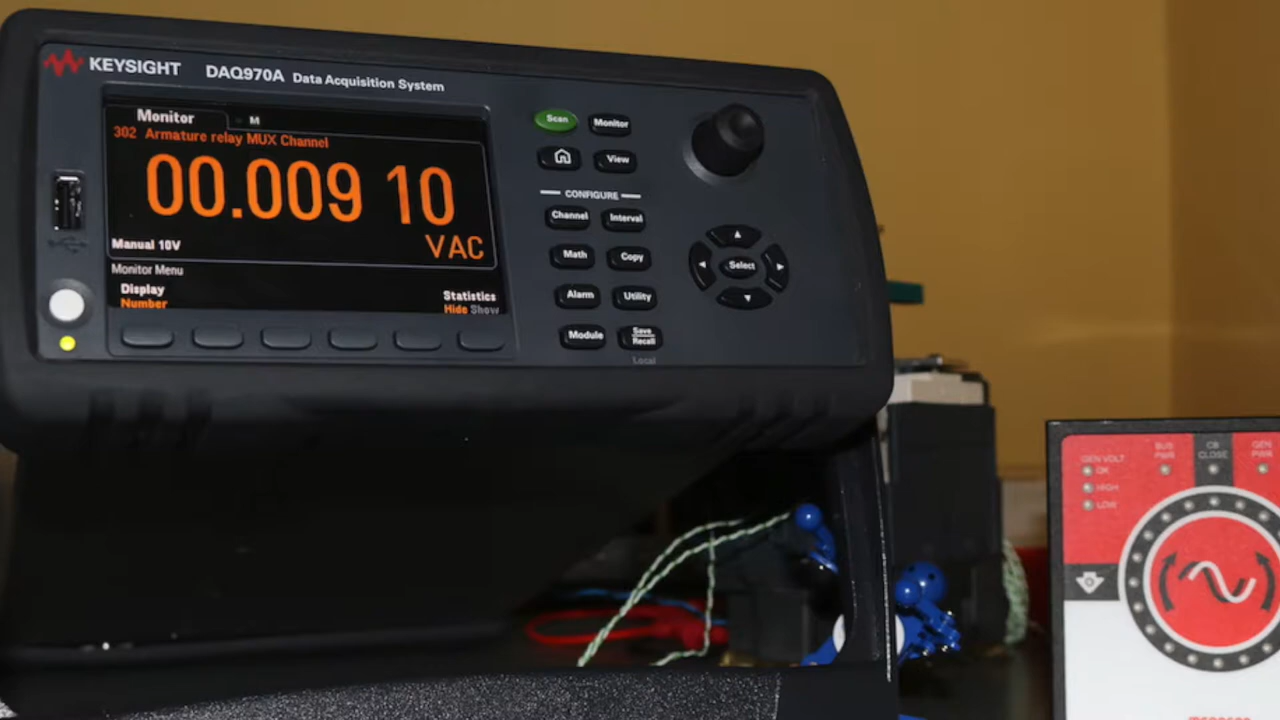 KEYSIGHT DAQ970A Data Acquisition System
Monitor M
302 Armature relay MUX Channel
00.009 10
VAC
Manual 10V
Monitor Menu
Display
Number
Statistics
Hide Show
Scan Monitor
View
CONFIGURE
Channel Interval
Math Copy
Alarm Utility
Module Save
Recall
Local
Select
GEN VOLT
OK
HIGH
LOW
BUS
PWR
CB
CLOSE
GEN
PWR